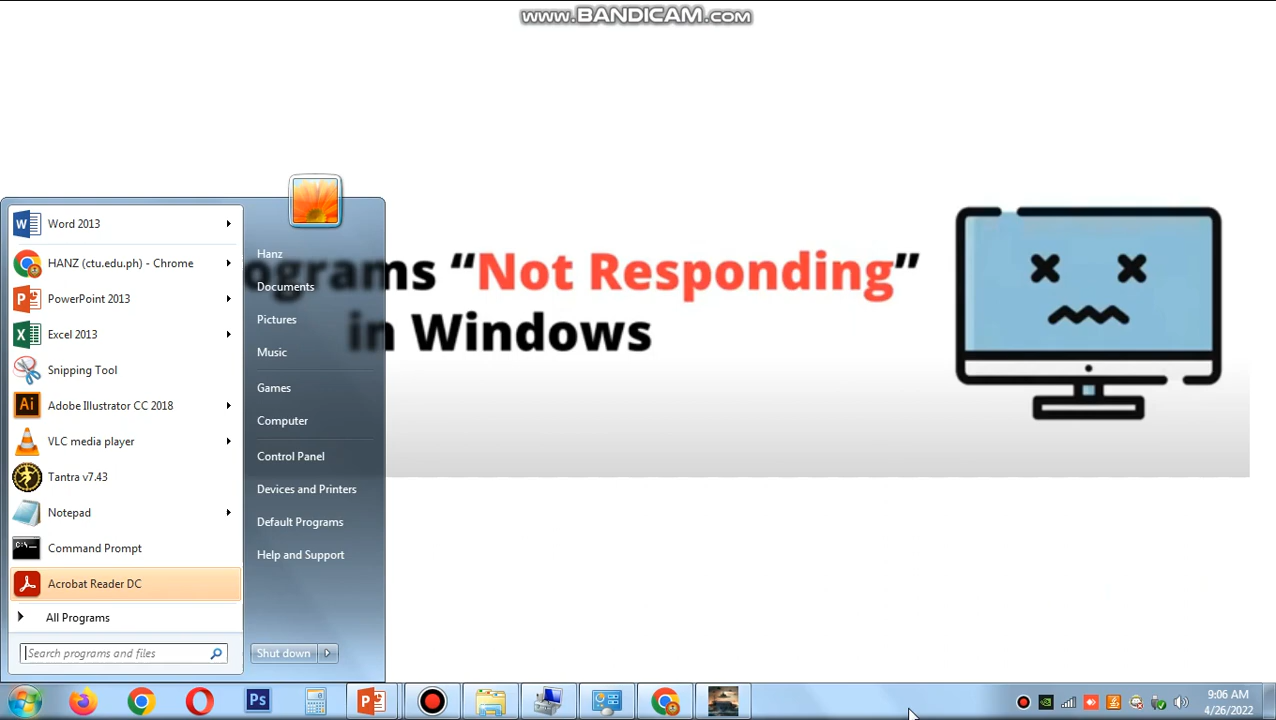 www.BANDICAM.com
ograms “Not Responding”
in Windows
Word 2013
HANZ (ctu.edu.ph) - Chrome
PowerPoint 2013
Excel 2013
Snipping Tool
Adobe Illustrator CC 2018
VLC media player
Tantra v7.43
Notepad
Command Prompt
Acrobat Reader DC
All Programs
Search programs and files
Hanz
Documents
Pictures
Music
Games
Computer
Control Panel
Devices and Printers
Default Programs
Help and Support
Shut down
Ps
9:06 AM
4/26/2022